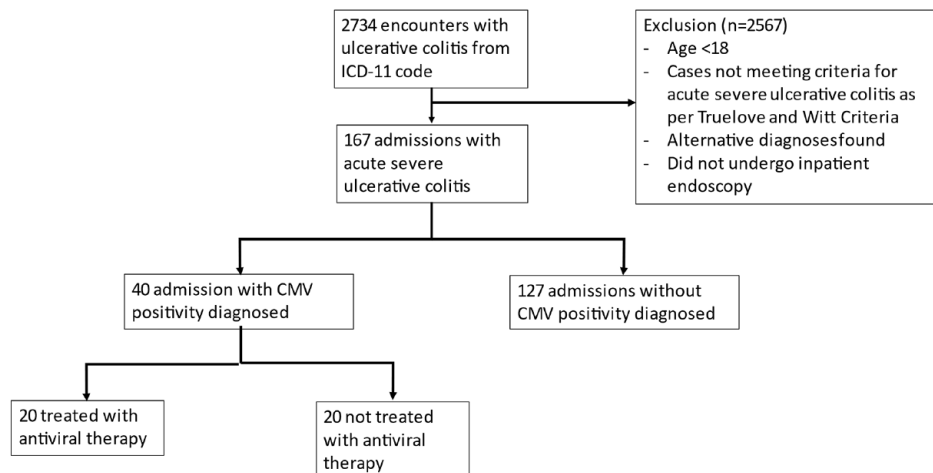 2734 encounters with
ulcerative colitis from
ICD-11 code
Exclusion (n=2567)
- Age <18
- Cases not meeting criteria for
acute severe ulcerative colitis as
per Truelove and Witt Criteria
- Alternative diagnosesfound
- Did not undergo inpatient
endoscopy
167 admissions with
acute severe
ulcerative colitis
40 admission with CMV
positivity diagnosed
127 admissions without
CMV positivity diagnosed
20 treated with
antiviral therapy
20 not treated
with antiviral
therapy